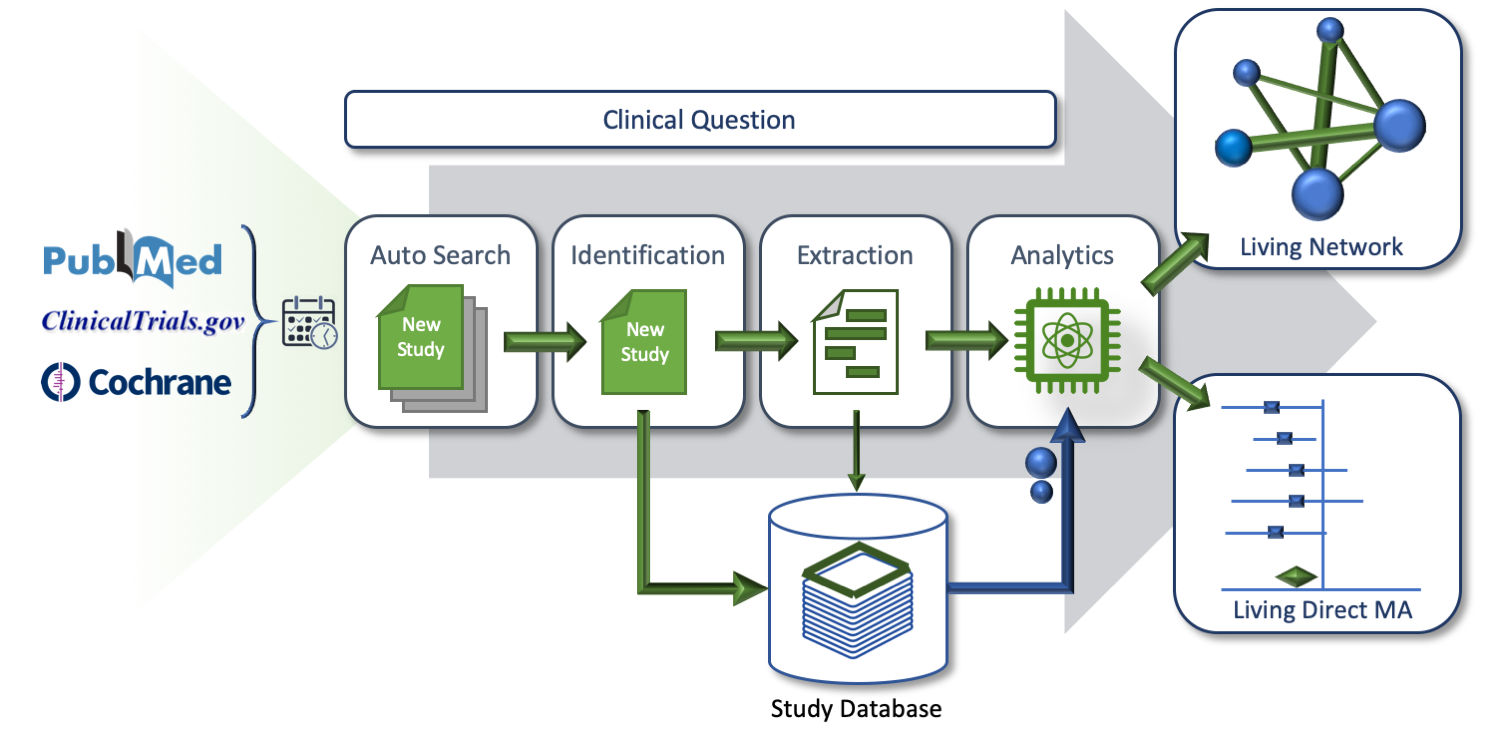 Clinical Question
PubMed
ClinicalTrials.gov
Cochrane
Auto Search
New
Study
Identification
New
Study
Extraction
Analytics
Living Network
Living Direct MA
Study Database